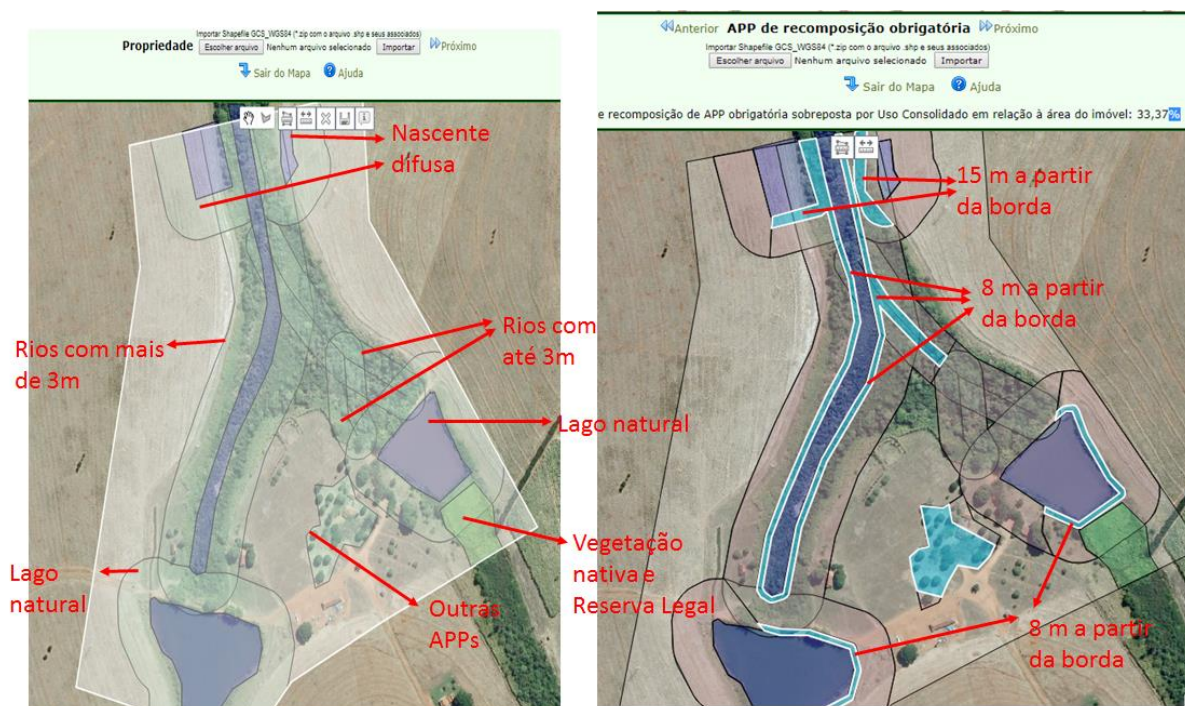 Importar Shapefile GCS_WGS84 (*.zip com o arquivo .shp e seus associados)
Propriedade Escolher arquivo Nenhum arquivo selecionado Importar Próximo
Sair do Mapa Ajuda
Nascente
difusa
Rios com mais
de 3m
Rios com
até 3m
Lago natural
Lago
natural
Outras
APPs
Vegetação
nativa e
Reserva Legal
Anterior APP de recomposição obrigatória Próximo
Importar Shapefile GCS_WGS84 (*.zip com o arquivo .shp e seus associados)
Escolher arquivo Nenhum arquivo selecionado Importar
Sair do Mapa Ajuda
e recomposição de APP obrigatória sobreposta por Uso Consolidado em relação à área do imóvel: 33,37%
15 m a partir
da borda
8 m a partir
da borda
8 m a partir
da borda